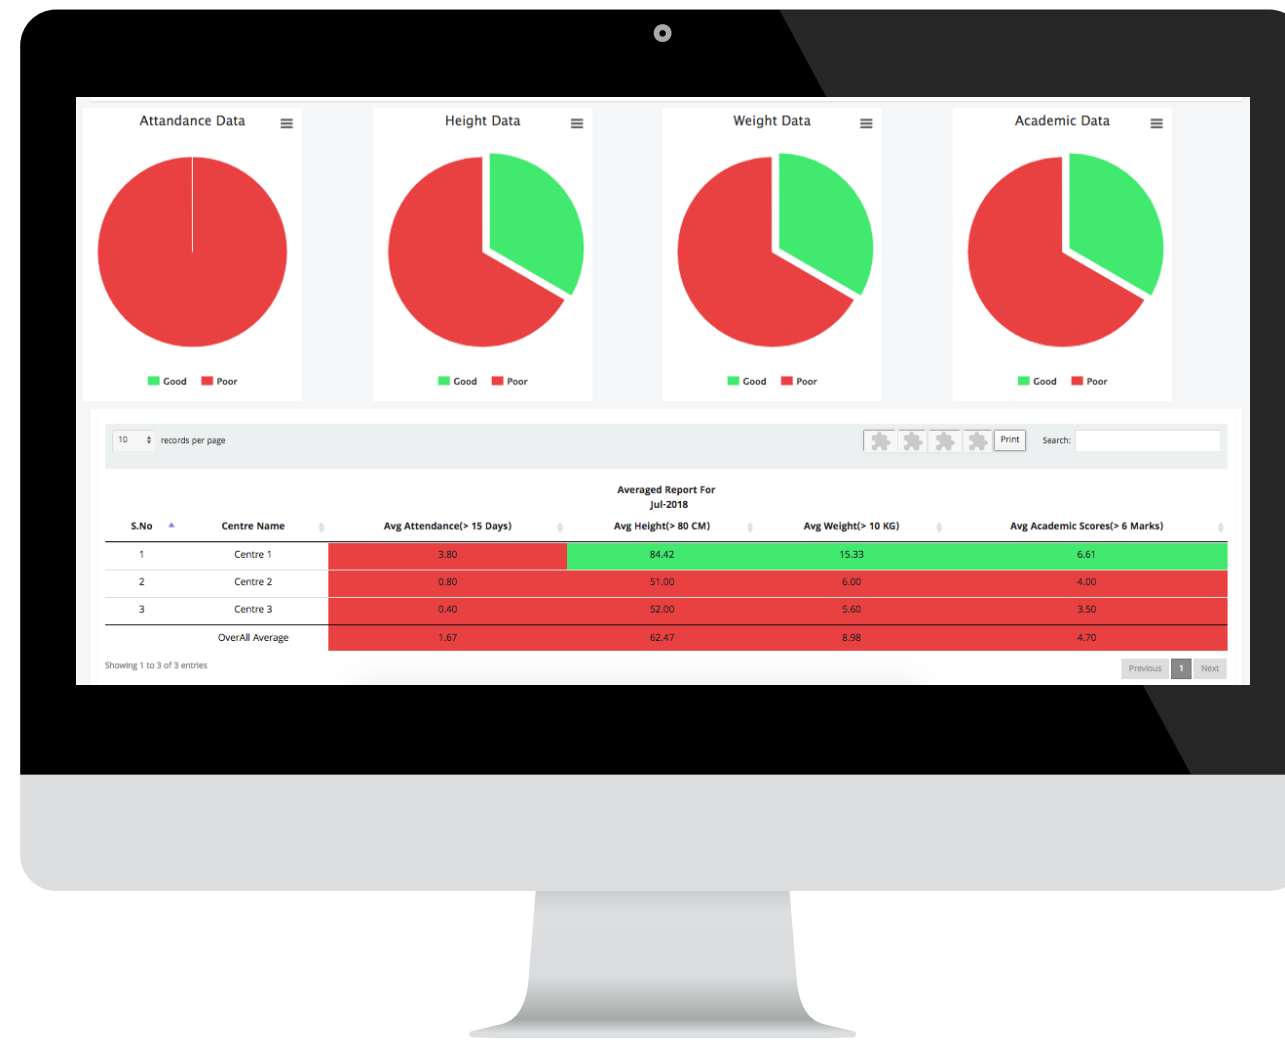 Attandance Data
Height Data
Weight Data
Academic Data
Good Poor
Good Poor
Good Poor
Good Poor
10 records per page
Print Search:
Averaged Report For
Jul-2018
S.No Centre Name Avg Attendance(> 15 Days) Avg Height(> 80 CM) Avg Weight(> 10 KG) Avg Academic Scores(> 6 Marks)
1 Centre 1 3.80 84.42 15.33 6.61
2 Centre 2 0.80 51.00 6.00 4.00
3 Centre 3 0.40 52.00 5.60 3.50
OverAll Average 1.67 62.47 8.98 4.70
Showing 1 to 3 of 3 entries
Previous 1 Next